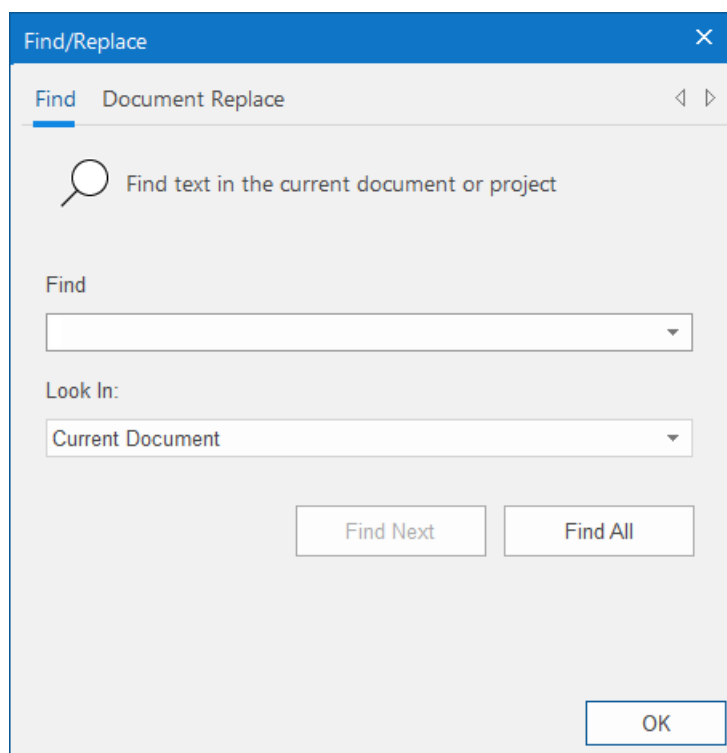 Find/Replace
Find Document Replace
Find text in the current document or project
Find
Look In:
Current Document
Find Next Find All
OK